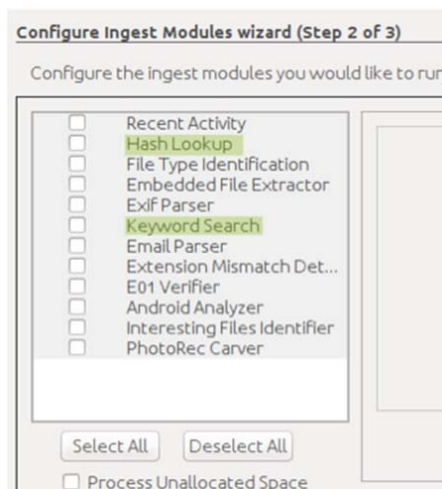 Configure Ingest Modules wizard (Step 2 of 3)
Configure the ingest modules you would like to run
Recent Activity
Hash Lookup
File Type Identification
Embedded File Extractor
Exif Parser
Keyword Search
Email Parser
Extension Mismatch Det...
E01 Verifier
Android Analyzer
Interesting Files Identifier
PhotoRec Carver
Select All Deselect All
Process Unallocated Space